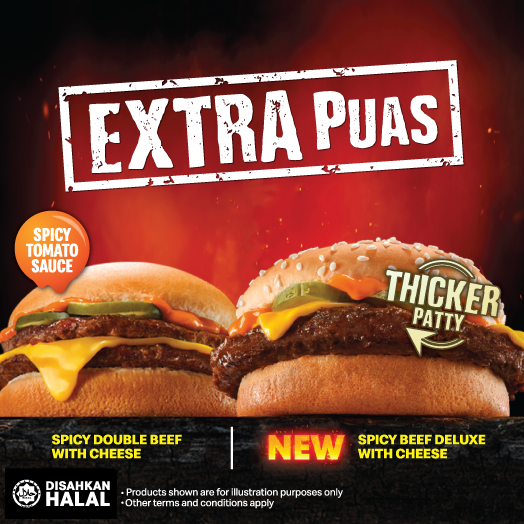 EXTRA PUAS
SPICY
TOMATO
SAUCE
THICKER
PATTY
SPICY DOUBLE BEEF
WITH CHEESE
NEW
SPICY BEEF DELUXE
WITH CHEESE
DISAHKAN
HALAL
• Products shown are for illustration purposes only
• Other terms and conditions apply